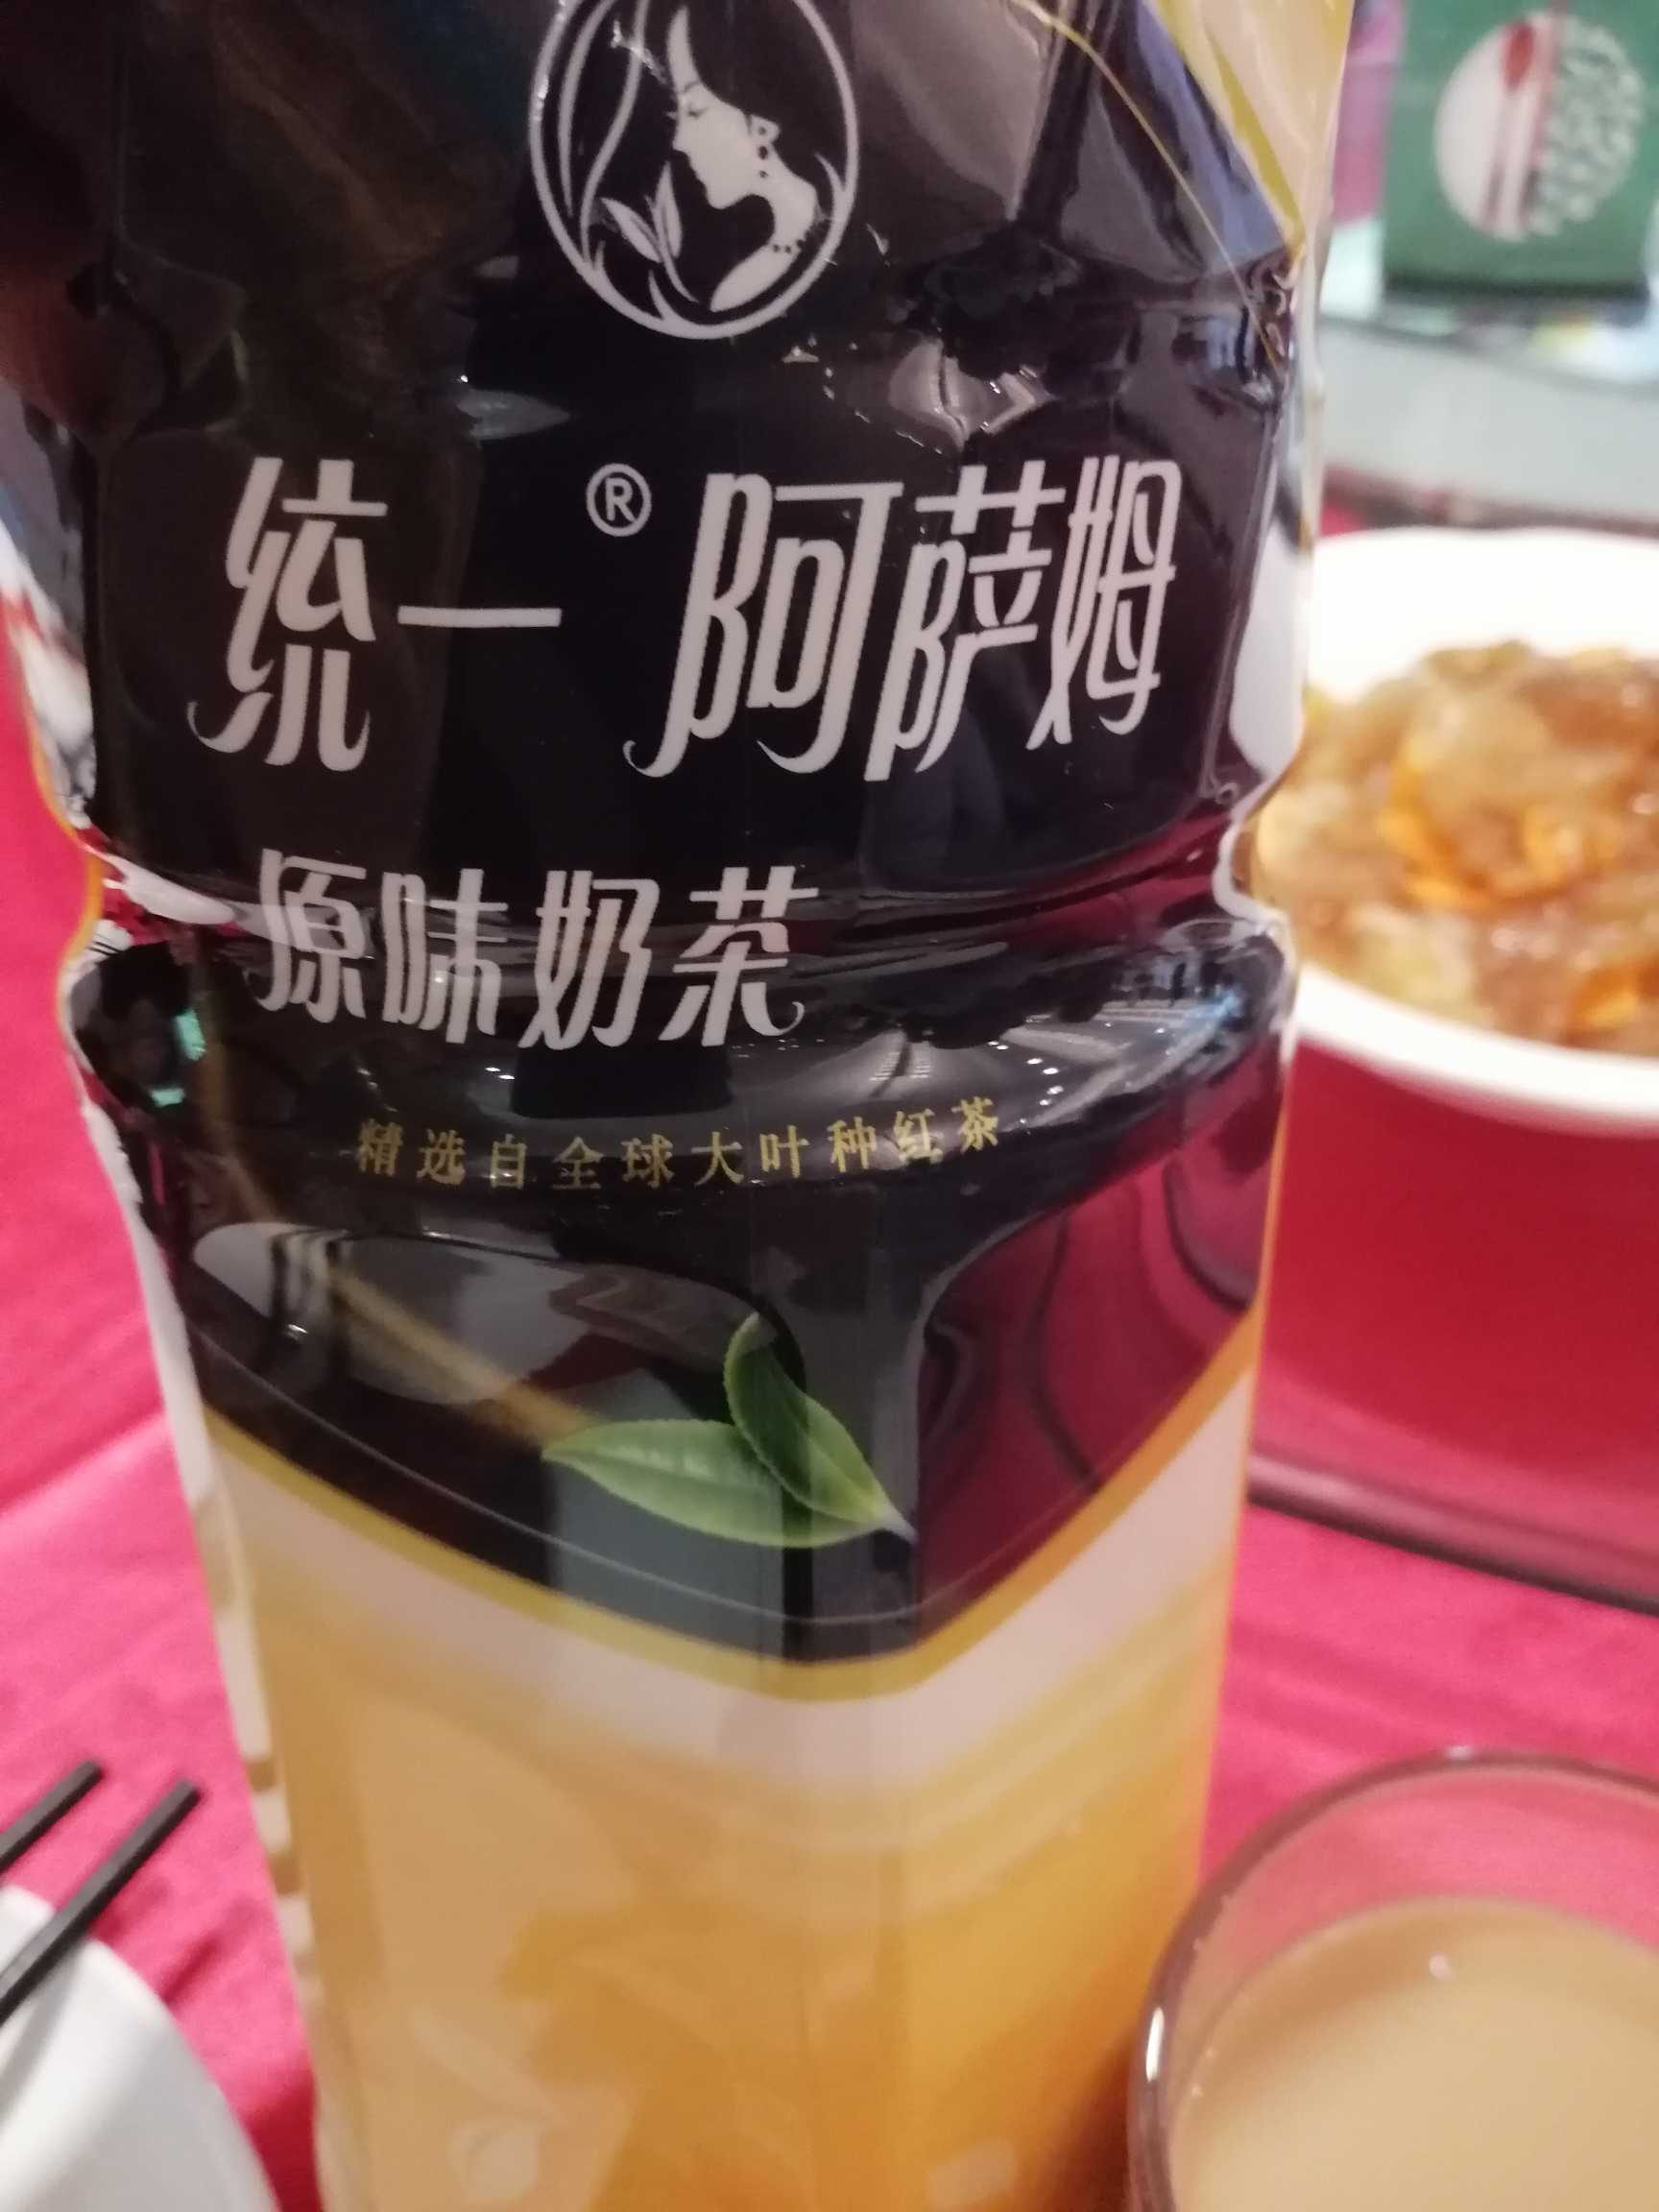 统一® 阿萨姆
原味奶茶
精选自全球大叶种红茶